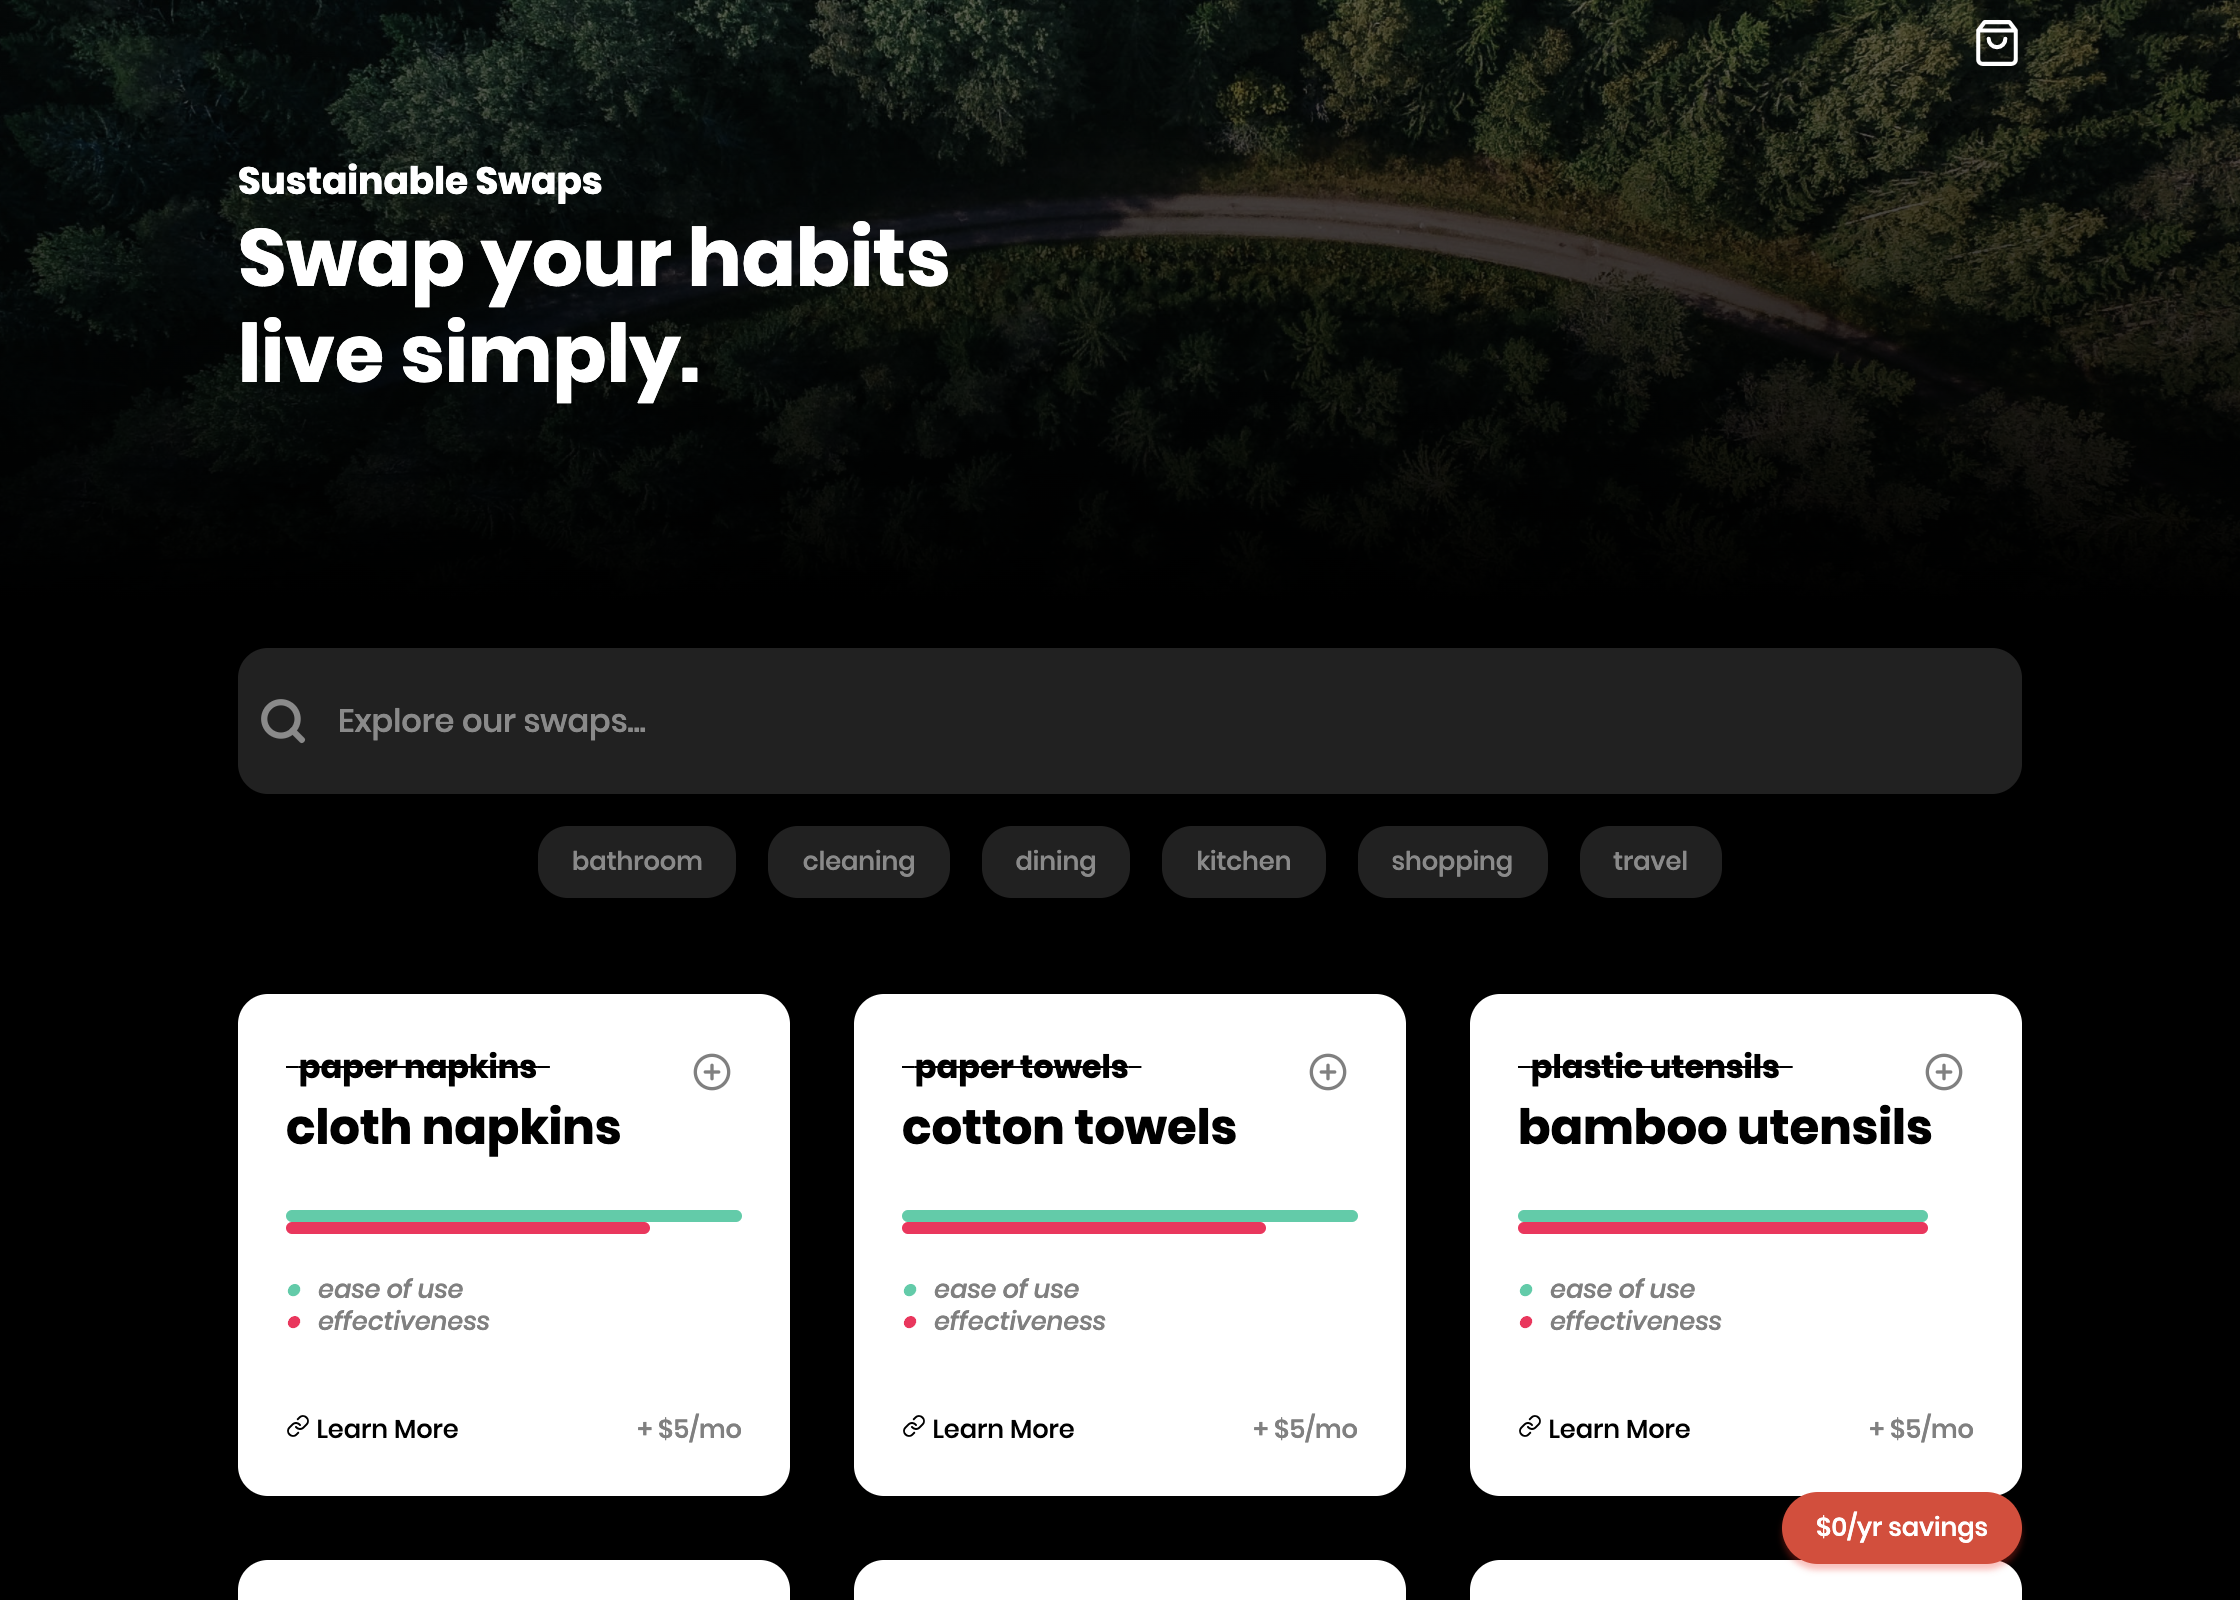 Sustainable Swaps
Swap your habits
live simply.
Explore our swaps...
bathroom
cleaning
dining
kitchen
shopping
travel
paper napkins
cloth napkins
ease of use
effectiveness
Learn More
+ $5/mo
paper towels
cotton towels
ease of use
effectiveness
Learn More
+ $5/mo
plastic utensils
bamboo utensils
ease of use
effectiveness
Learn More
+ $5/mo
$0/yr savings